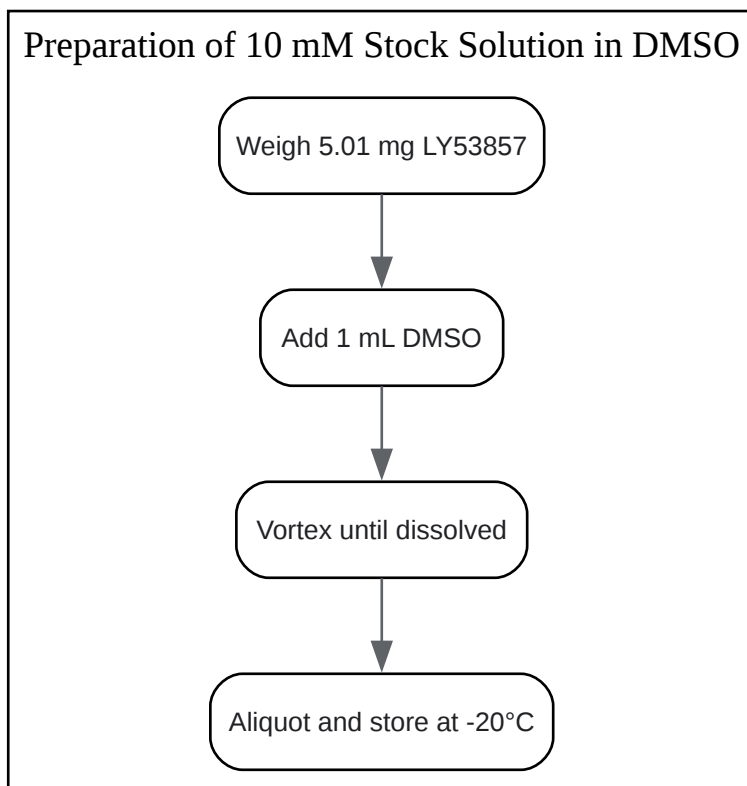 Preparation of 10 mM Stock Solution in DMSO
Weigh 5.01 mg LY53857
Add 1 mL DMSO
Vortex until dissolved
Aliquot and store at -20°C